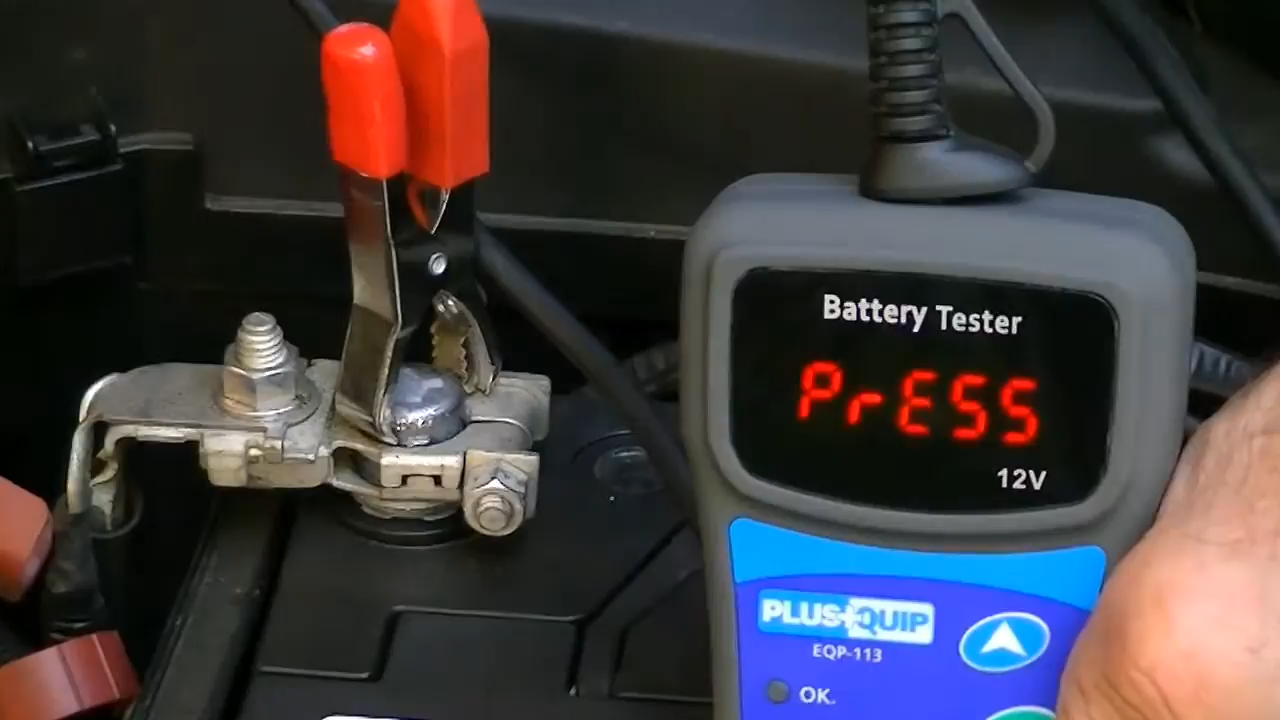 Battery Tester
PrESS
12V
PLUS+QUIP
EQP-113
OK.